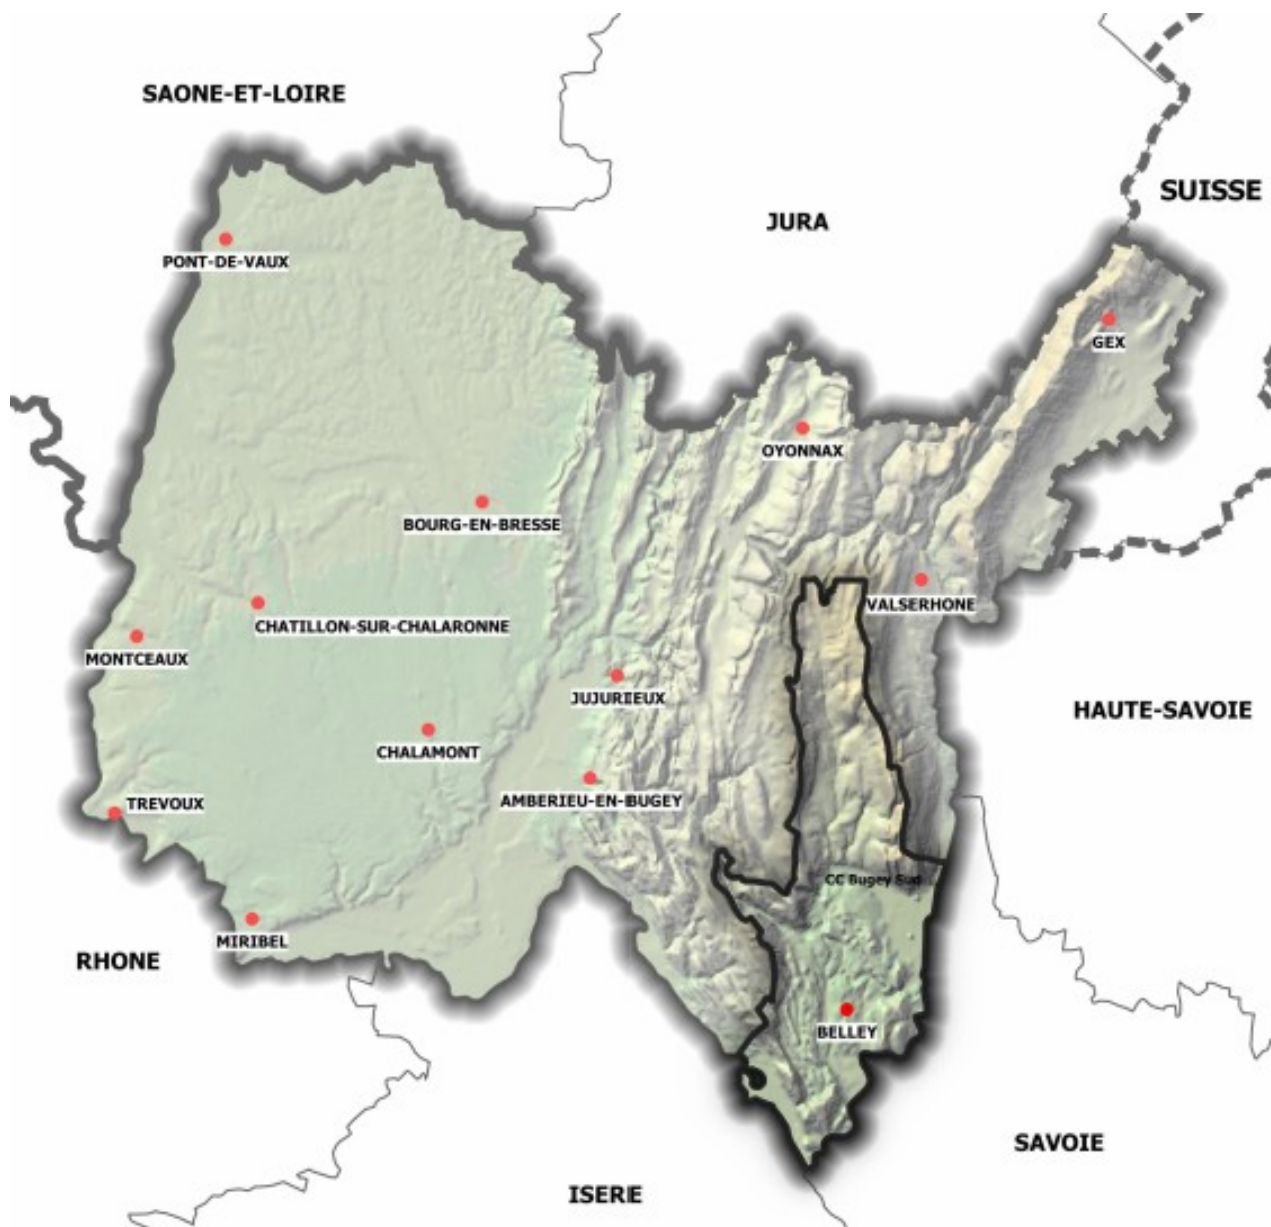 SAONE-ET-LOIRE
SUISSE
JURA
PONT-DE-VAUX
GEX
OYONNAX
BOURG-EN-BRESSE
VALSERHONE
CHATILLON-SUR-CHALARONNE
MONTCEAUX
JUJURIEUX
HAUTE-SAVOIE
CHALAMONT
TREVOUX
AMBERIEU-EN-BUGEY
CC Bugey Sud
MIRIBEL
RHONE
BELLEY
SAVOIE
ISERE